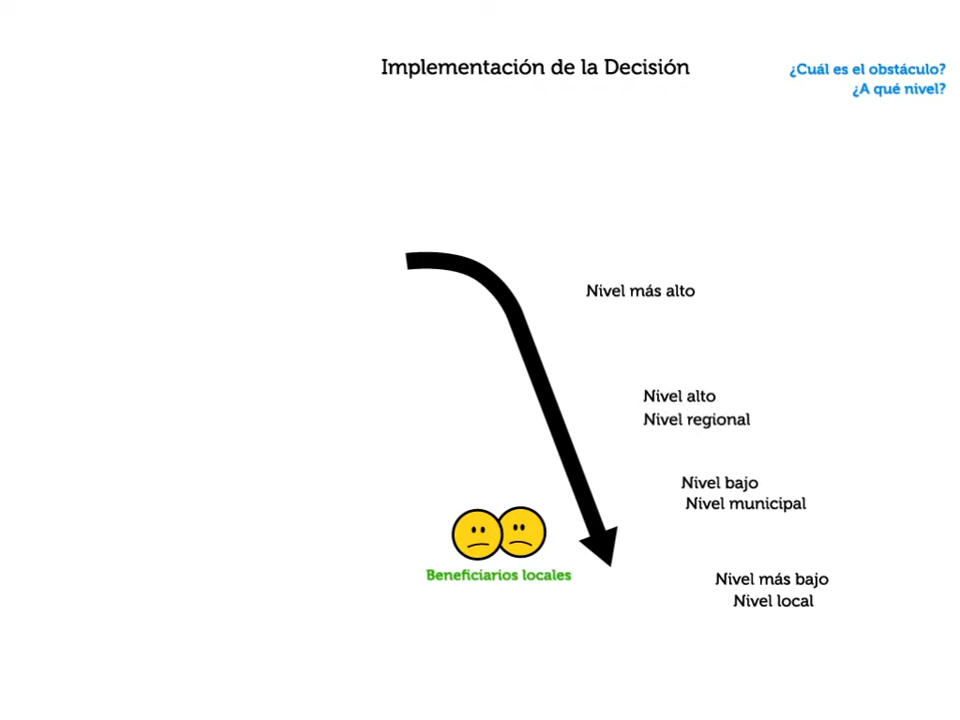 Implementación de la Decisión
¿Cuál es el obstáculo?
¿A qué nivel?
Nivel más alto
Nivel alto
Nivel regional
Nivel bajo
Nivel municipal
Beneficiarios locales
Nivel más bajo
Nivel local